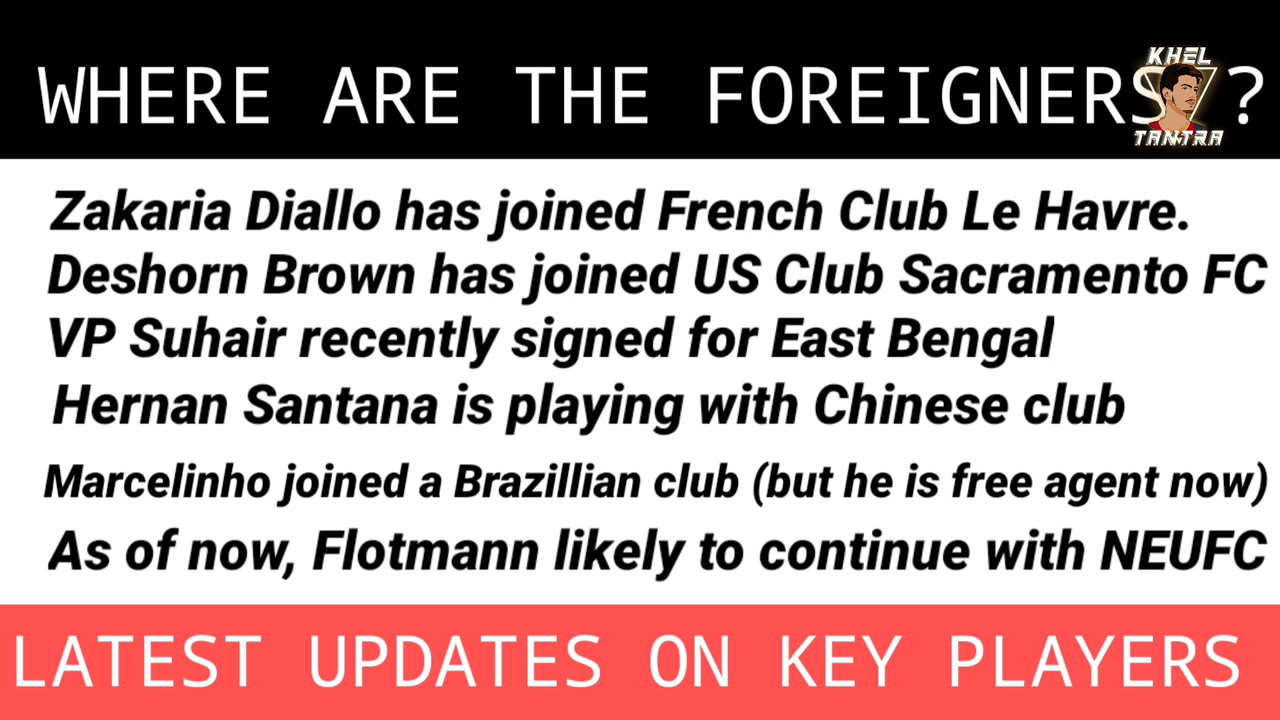 WHERE ARE THE FOREIGNERS ?
KHEL
TANTRA
Zakaria Diallo has joined French Club Le Havre.
Deshorn Brown has joined US Club Sacramento FC
VP Suhair recently signed for East Bengal
Hernan Santana is playing with Chinese club
Marcelinho joined a Brazillian club (but he is free agent now)
As of now, Flotmann likely to continue with NEUFC
LATEST UPDATES ON KEY PLAYERS